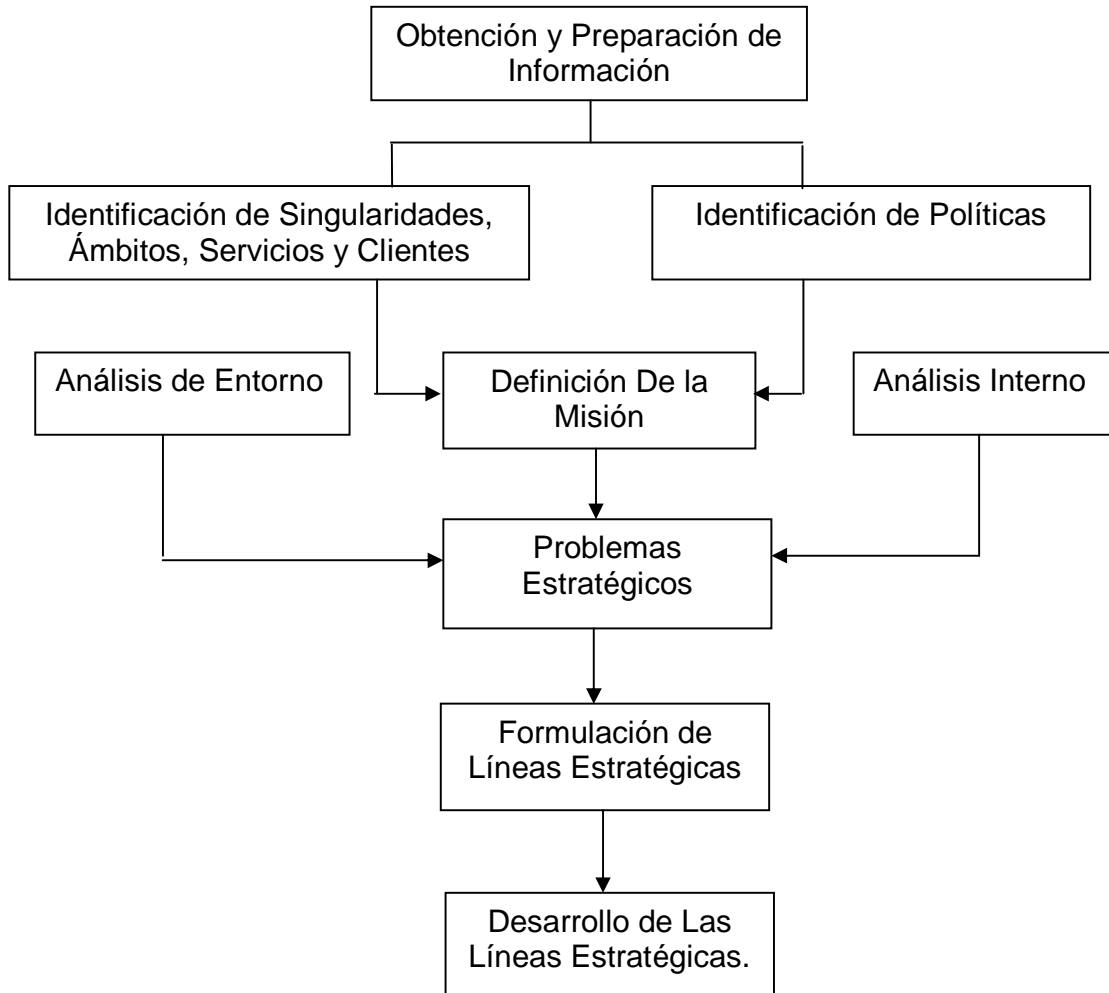 Obtención y Preparación de
Información
Identificación de Singularidades,
Ámbitos, Servicios y Clientes
Identificación de Políticas
Análisis de Entorno
Definición De la
Misión
Análisis Interno
Problemas
Estratégicos
Formulación de
Líneas Estratégicas
Desarrollo de Las
Líneas Estratégicas.